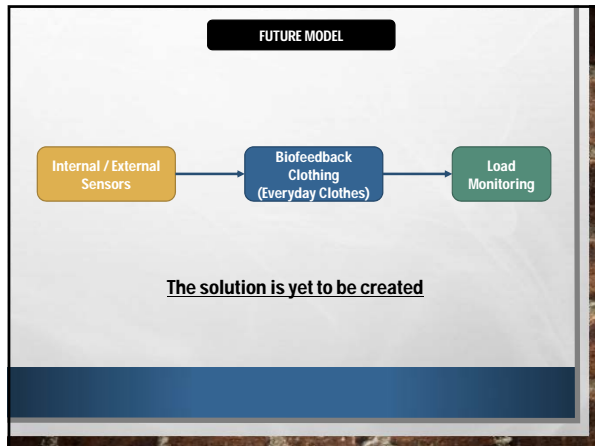 FUTURE MODEL
Internal / External
Sensors
Biofeedback
Clothing
(Everyday Clothes)
Load
Monitoring
The solution is yet to be created